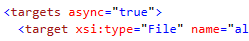 <targets async="true">
<target xsi:type="File" name="al